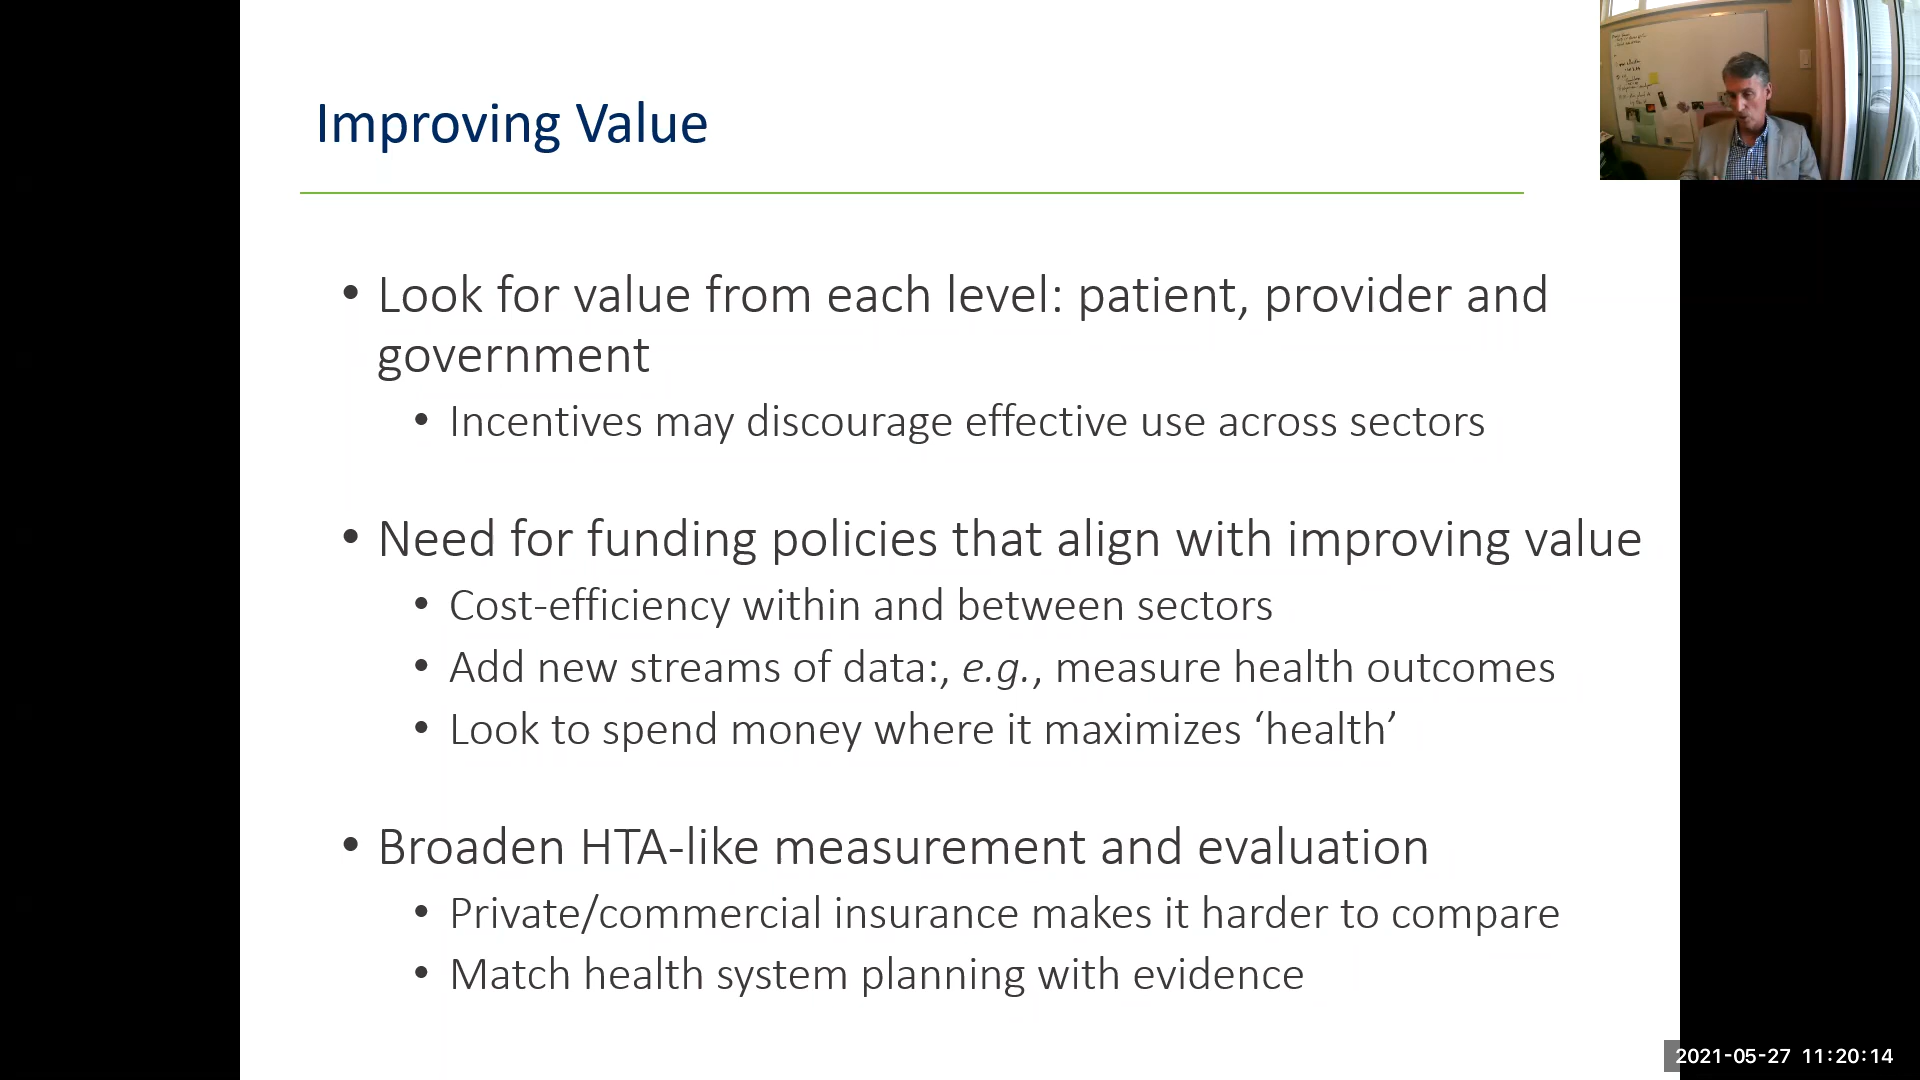 Improving Value
• Look for value from each level: patient, provider and
government
• Incentives may discourage effective use across sectors
• Need for funding policies that align with improving value
• Cost-efficiency within and between sectors
• Add new streams of data:, e.g., measure health outcomes
• Look to spend money where it maximizes ‘health’
• Broaden HTA-like measurement and evaluation
• Private/commercial insurance makes it harder to compare
• Match health system planning with evidence
2021-05-27 11:20:14